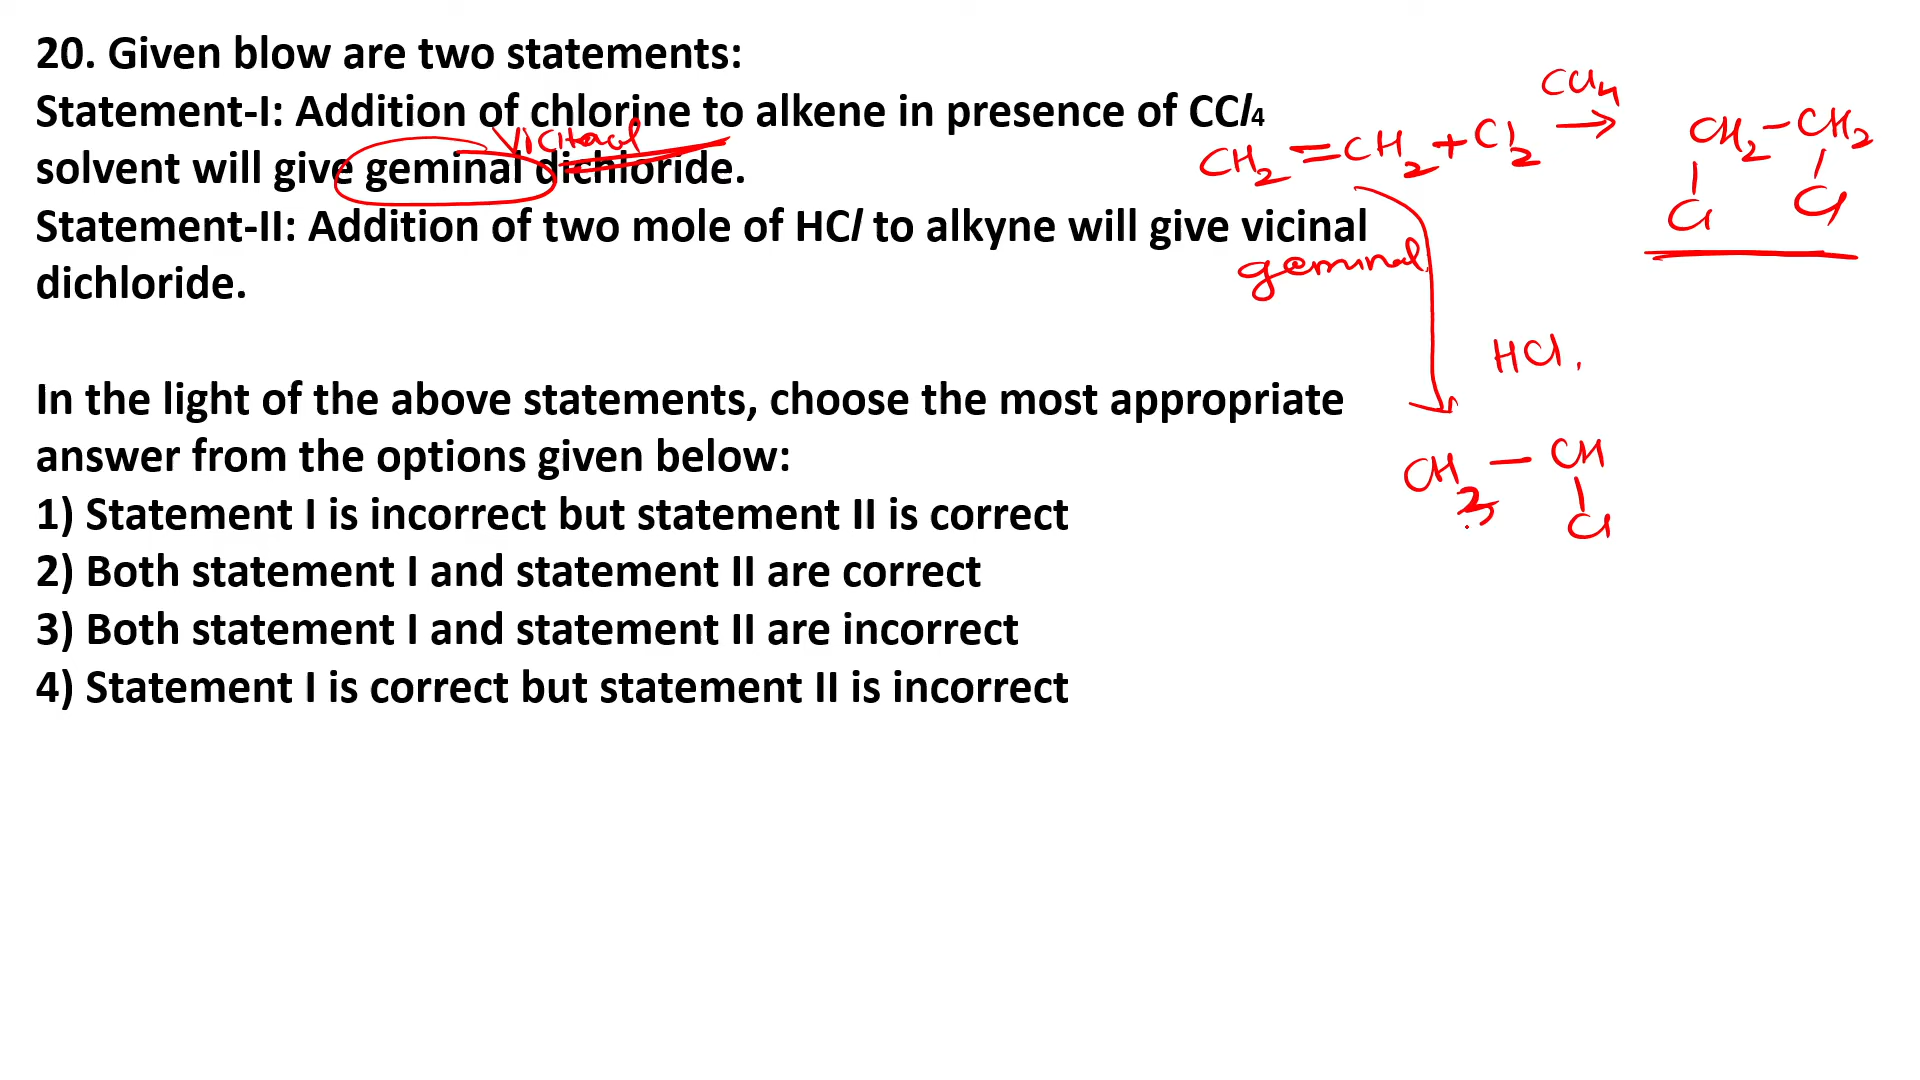 20. Given blow are two statements:
Statement-I: Addition of chlorine to alkene in presence of CCl4
solvent will give geminal dichloride.
Statement-II: Addition of two mole of HCl to alkyne will give vicinal
dichloride.
In the light of the above statements, choose the most appropriate
answer from the options given below:
1) Statement I is incorrect but statement II is correct
2) Both statement I and statement II are correct
3) Both statement I and statement II are incorrect
4) Statement I is correct but statement II is incorrect
CCl4
CH2=CH2+Cl2 → CH2-CH2
Cl Cl
geminal
HCl,
CH3 - CH
Cl